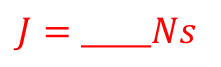 J = ____Ns